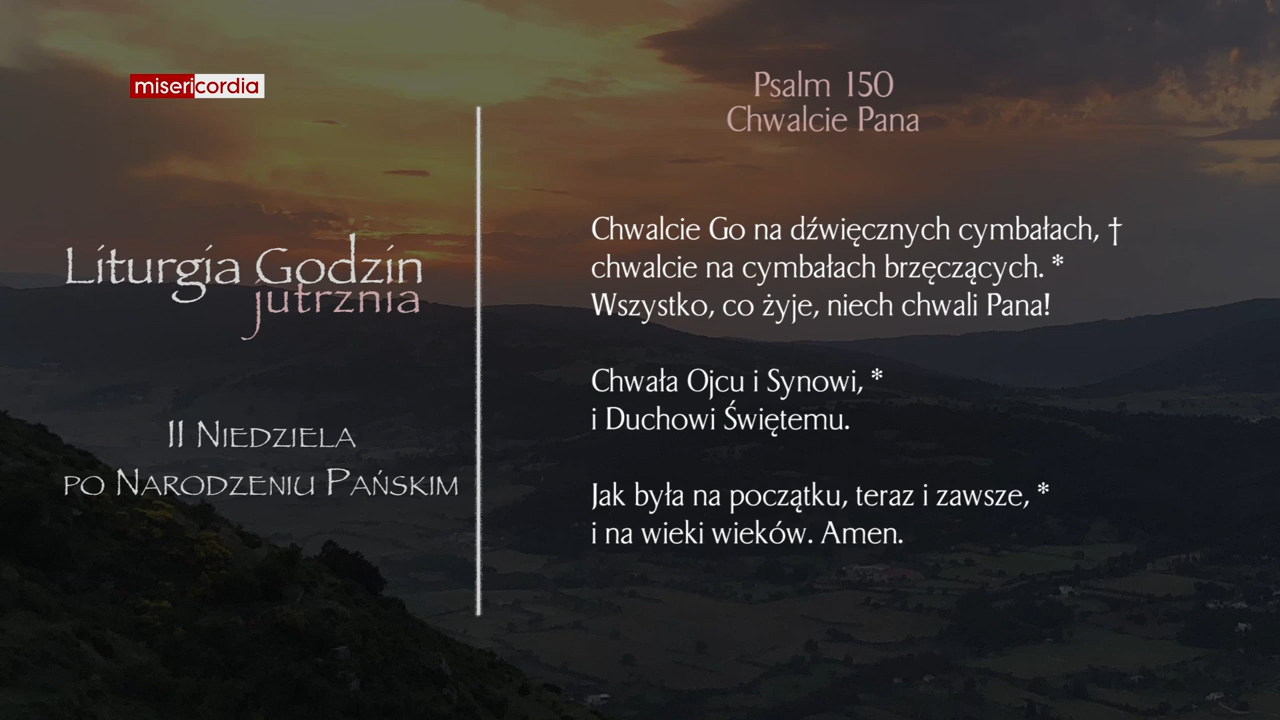 misericordia
Liturgia Godzin
jutrznia
II Niedziela
po Narodzeniu Pańskim
Psalm 150
Chwalcie Pana
Chwalcie Go na dźwięcznych cymbałach, †
chwalcie na cymbałach brzęczących. *
Wszystko, co żyje, niech chwali Pana!
Chwała Ojcu i Synowi, *
i Duchowi Świętemu.
Jak była na początku, teraz i zawsze, *
i na wieki wieków. Amen.